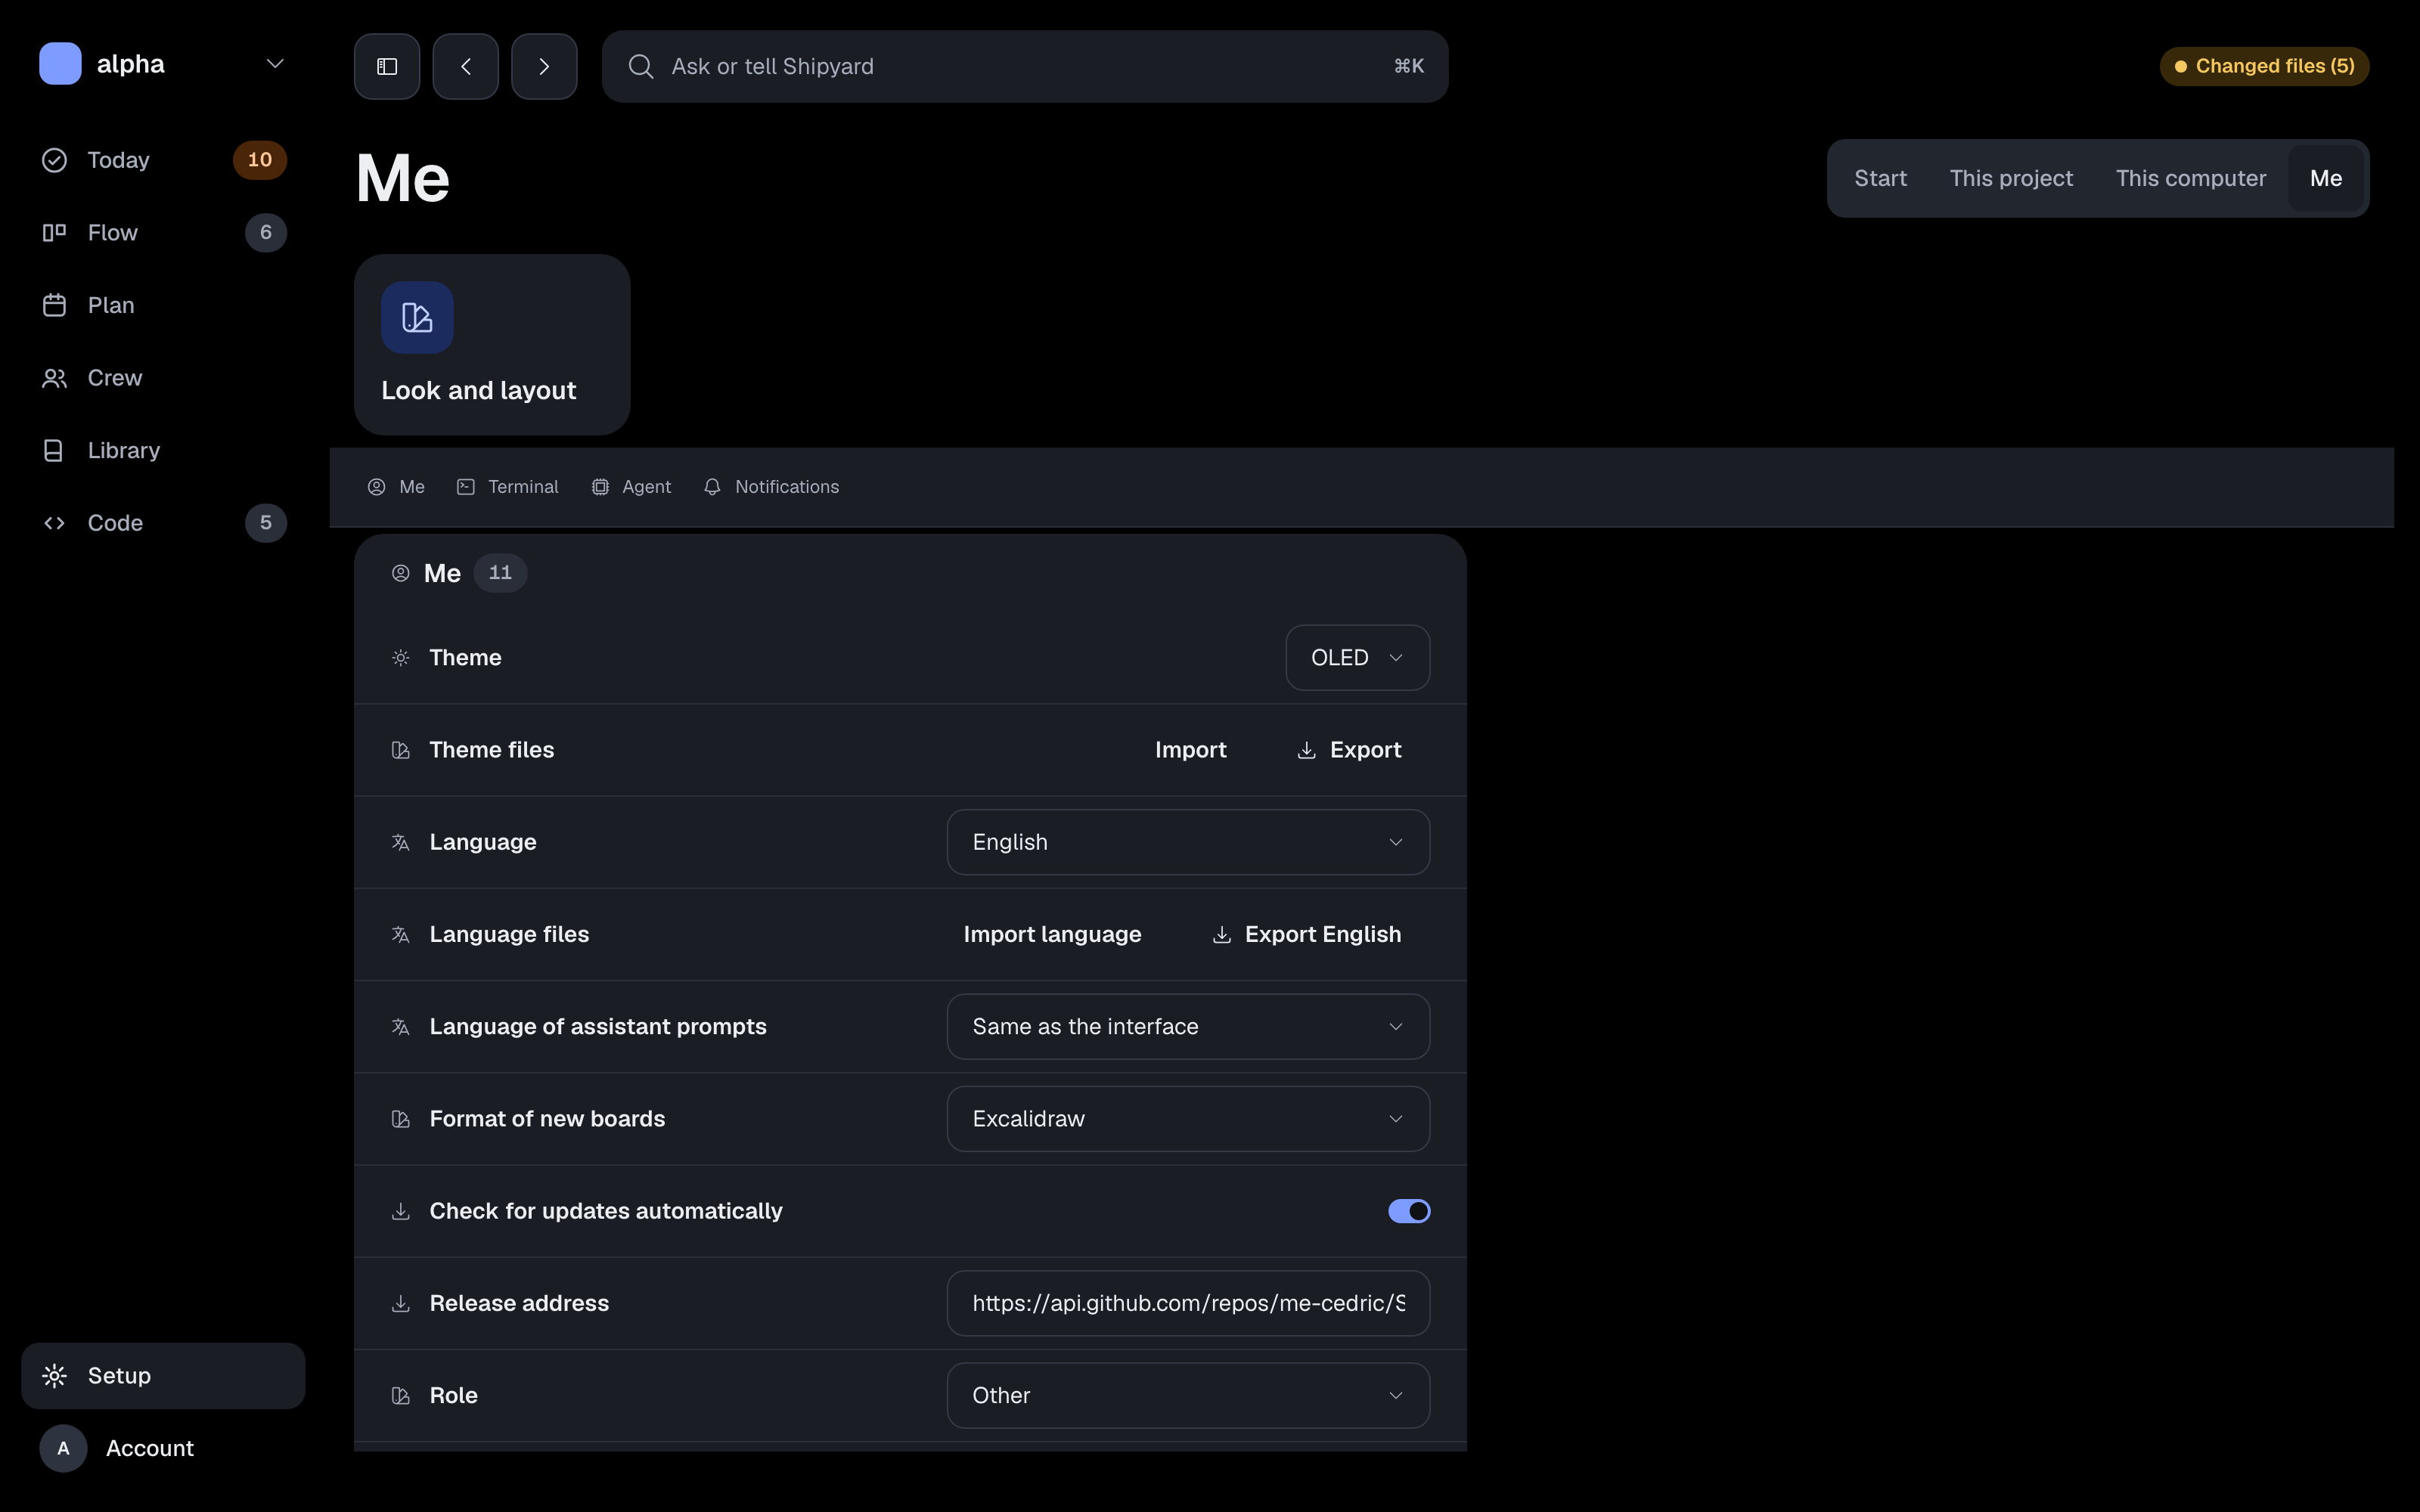 alpha
Ask or tell Shipyard
⌘K
Changed files (5)
Today
10
Flow
6
Plan
Crew
Library
Code
5
Setup
A
Account
Me
Start
This project
This computer
Me
Look and layout
Me
Terminal
Agent
Notifications
Me
11
Theme
OLED
Theme files
Import
Export
Language
English
Language files
Import language
Export English
Language of assistant prompts
Same as the interface
Format of new boards
Excalidraw
Check for updates automatically
Release address
https://api.github.com/repos/me-cedric/S
Role
Other